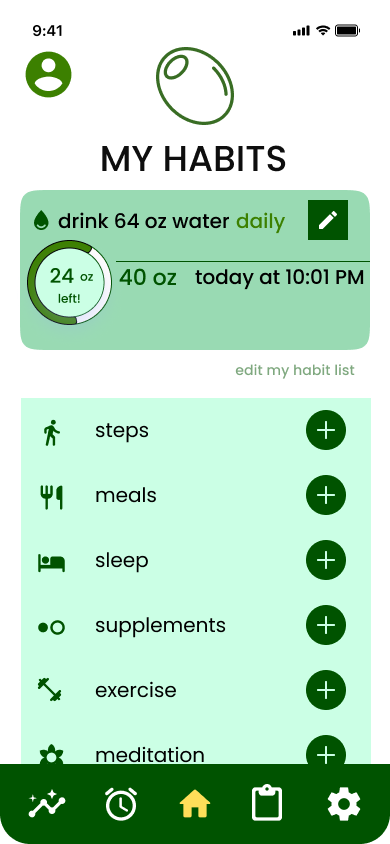 9:41
MY HABITS
drink 64 oz water daily
24 oz
left!
40 oz today at 10:01 PM
edit my habit list
steps
meals
sleep
supplements
exercise
meditation